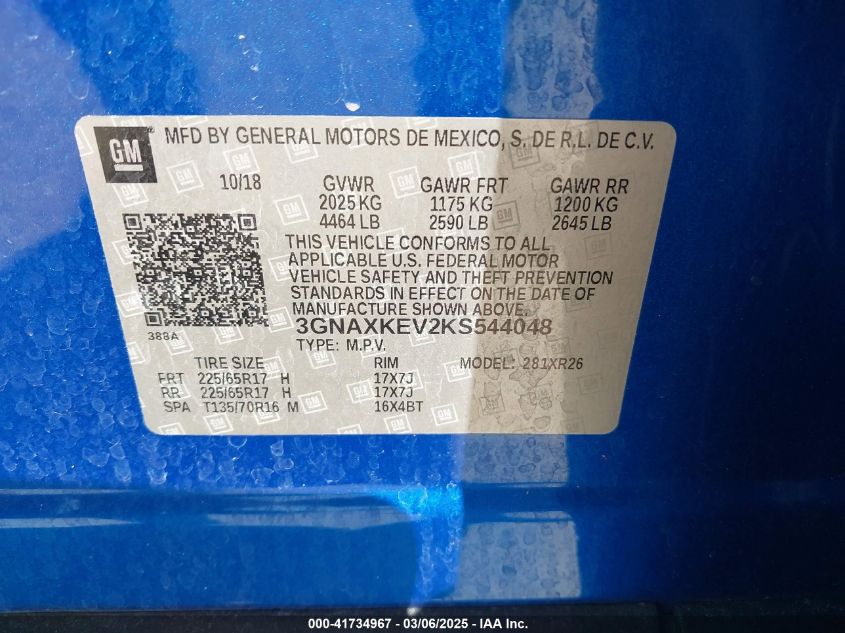 GM ® MFD BY GENERAL MOTORS DE MEXICO, S. DE R.L. DE C.V.
10/18 GVWR GAWR FRT GAWR RR
2025 KG 1175 KG 1200 KG
4464 LB 2590 LB 2645 LB
THIS VEHICLE CONFORMS TO ALL
APPLICABLE U.S. FEDERAL MOTOR
VEHICLE SAFETY AND THEFT PREVENTION
STANDARDS IN EFFECT ON THE DATE OF
MANUFACTURE SHOWN ABOVE.
3GNAXKEV2KS544048
388A TYPE: M.P.V.
TIRE SIZE RIM MODEL: 281XR26
FRT 225/65R17 H 17X7J
RR 225/65R17 H 17X7J
SPA T135/70R16 M 16X4BT
000-41734967 - 03/06/2025 - IAA Inc.